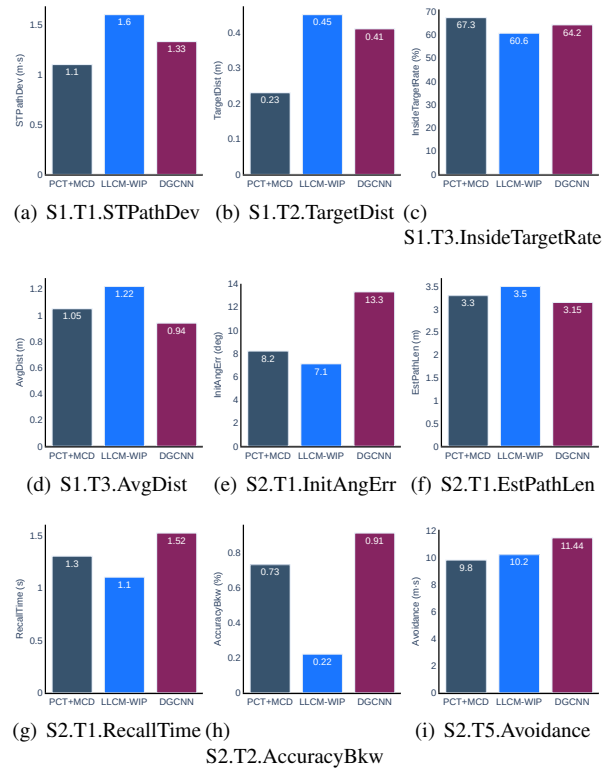 STPathDev (m·s)
1.5
1
0.5
0
1.1
1.6
1.33
PCT+MCD LLCM-WIP DGCNN
(a) S1.T1.STPathDev
TargetDist (m)
0.4
0.3
0.2
0.1
0
0.23
0.45
0.41
PCT+MCD LLCM-WIP DGCNN
(b) S1.T2.TargetDist
InsideTargetRate (%)
70
60
50
40
30
20
10
0
67.3
60.6
64.2
PCT+MCD LLCM-WIP DGCNN
(c)
S1.T3.InsideTargetRate
AvgDist (m)
1.2
1
0.8
0.6
0.4
0.2
0
1.05
1.22
0.94
PCT+MCD LLCM-WIP DGCNN
(d) S1.T3.AvgDist
InitAngErr (deg)
14
12
10
8
6
4
2
0
8.2
7.1
13.3
PCT+MCD LLCM-WIP DGCNN
(e) S2.T1.InitAngErr
EstPathLen (m)
3.5
3
2.5
2
1.5
1
0.5
0
3.3
3.5
3.15
PCT+MCD LLCM-WIP DGCNN
(f) S2.T1.EstPathLen
RecallTime (s)
1.5
1
0.5
0
1.3
1.1
1.52
PCT+MCD LLCM-WIP DGCNN
(g) S2.T1.RecallTime
AccuracyBkw (%)
0.8
0.6
0.4
0.2
0
0.73
0.22
0.91
PCT+MCD LLCM-WIP DGCNN
(h)
S2.T2.AccuracyBkw
Avoidance (m·s)
12
10
8
6
4
2
0
9.8
10.2
11.44
PCT+MCD LLCM-WIP DGCNN
(i) S2.T5.Avoidance